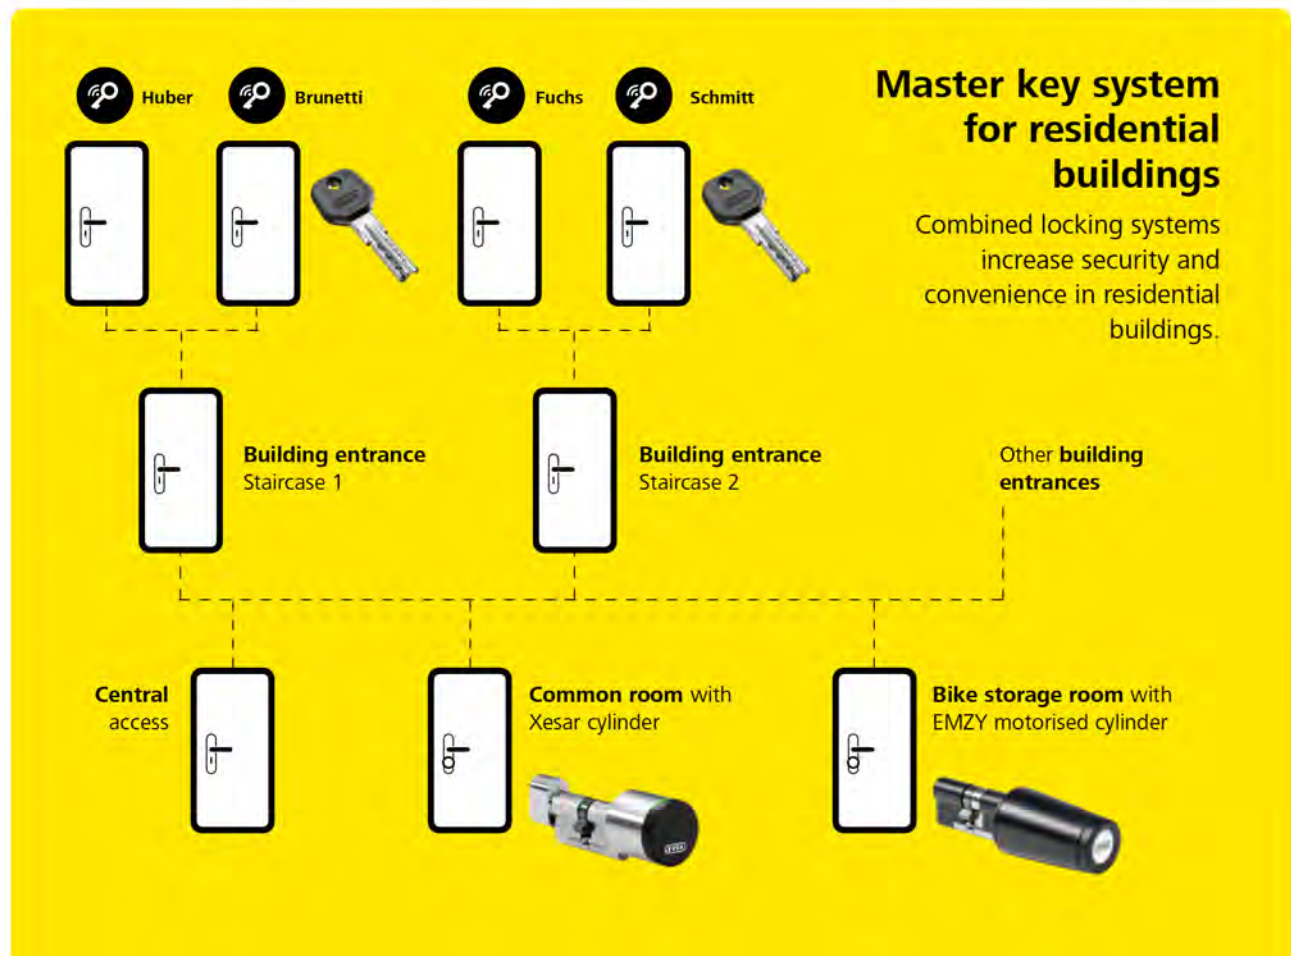 Huber
Brunetti
Fuchs
Schmitt
Master key system
for residential
buildings
Combined locking systems
increase security and
convenience in residential
buildings.
Building entrance
Staircase 1
Building entrance
Staircase 2
Other building
entrances
Central
access
Common room with
Xesar cylinder
Bike storage room with
EMZY motorised cylinder